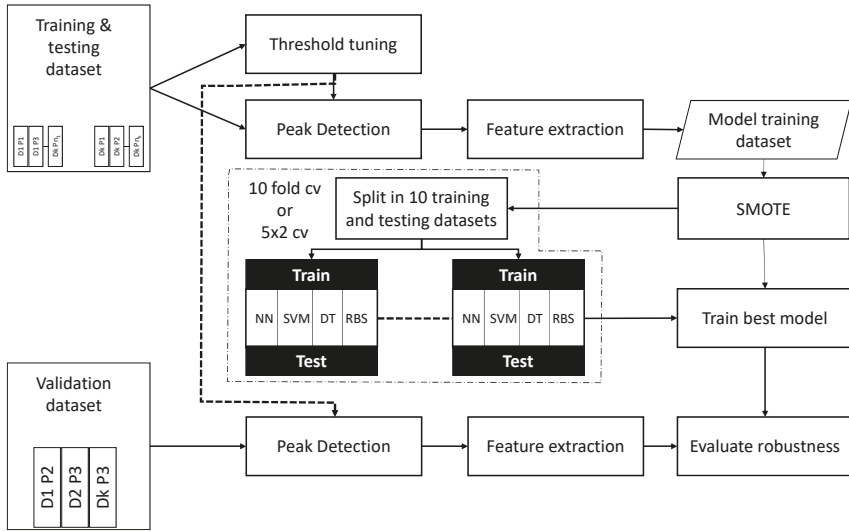 Training &
testing
dataset
D1 P1
D1 P3
Dk Pn₁
Dk P1
Dk P2
Dk Pnₖ
Threshold tuning
Peak Detection
Feature extraction
Model training
dataset
SMOTE
10 fold cv
or
5x2 cv
Split in 10 training
and testing datasets
Train
NN SVM DT RBS
Test
Train
NN SVM DT RBS
Test
Train best model
Validation
dataset
D1 P2
D2 P3
Dk P3
Peak Detection
Feature extraction
Evaluate robustness